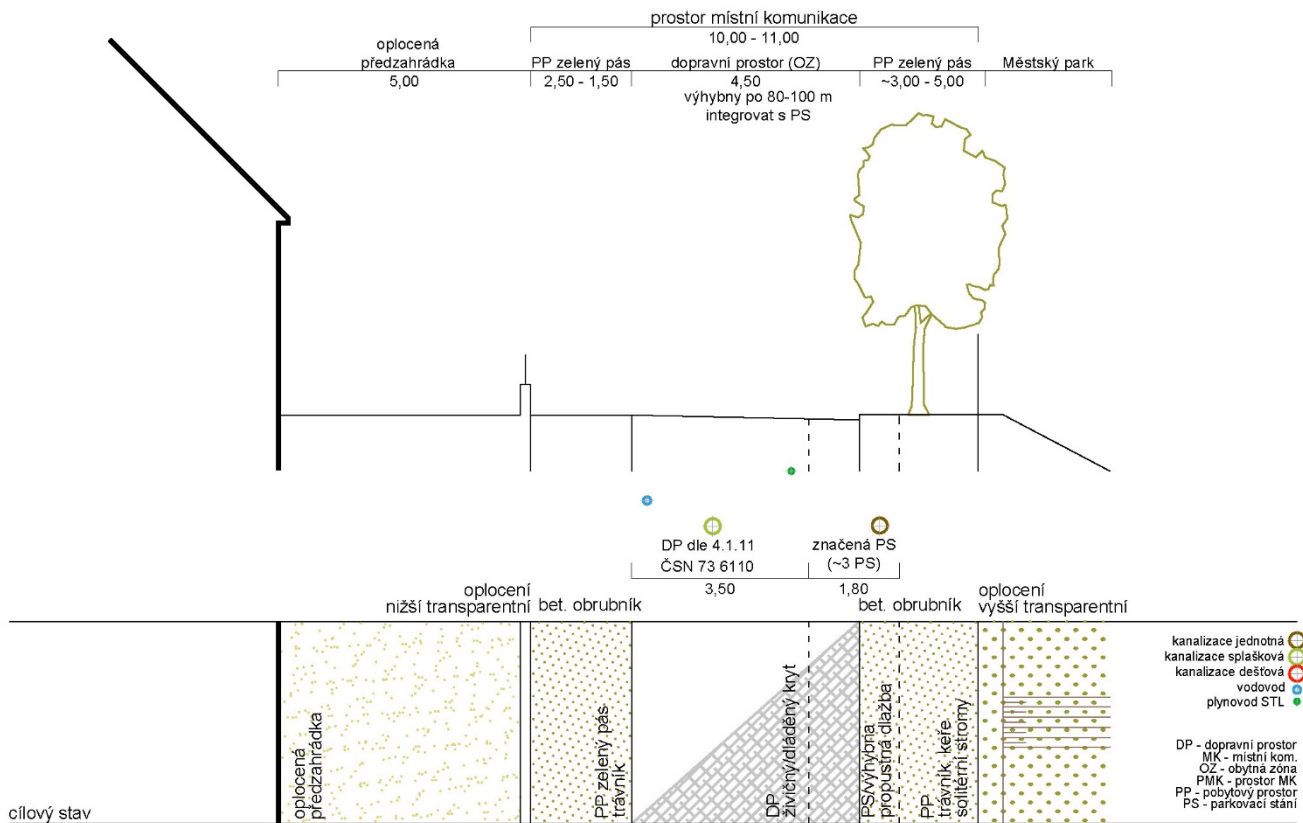 prostor místní komunikace
10,00 - 11,00
oplocená
předzahrádka
5,00
PP zelený pás
2,50 - 1,50
dopravní prostor (OZ)
4,50
výhybny po 80-100 m
integrovat s PS
PP zelený pás
~3,00 - 5,00
Městský park
DP dle 4.1.11
ČSN 73 6110
3,50
značená PS
(~3 PS)
1,80
oplocení
nižší transparentní
bet. obrubník
bet. obrubník
oplocení
vyšší transparentní
oplocená
předzahrádka
PP zelený pás
trávník
DP
živičný/dláděný kryt
PS/výhybna
propustná dlažba
PP
trávník, keře
solitérní stromy
kanalizace jednotná
kanalizace splašková
kanalizace dešťová
vodovod
plynovod STL
DP - dopravní prostor
MK - místní kom.
OZ - obytná zóna
PMK - prostor MK
PP - pobytový prostor
PS - parkovací stání
cílový stav